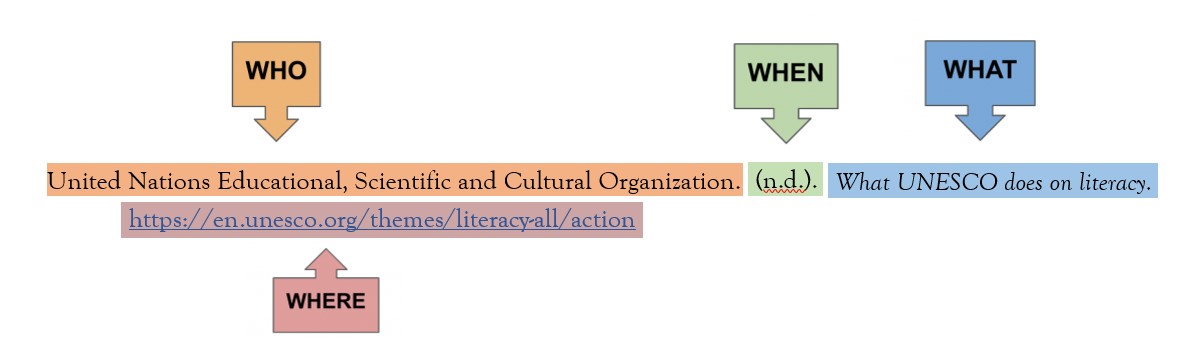 WHO
WHEN
WHAT
United Nations Educational, Scientific and Cultural Organization. (n.d.). What UNESCO does on literacy.
https://en.unesco.org/themes/literacy-all/action
WHERE